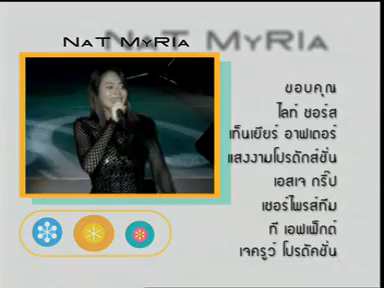 NaT MyRIa
NaT MyRIa
ขอบคุณ
ไลท์ ซอร์ส
เท็นเยียร์ อาฟเตอร์
แสงงามโปรดักส์ชั่น
เอสเจ กริ๊ป
เซอร์ไพรส์ทีม
ที เอฟเฟ็กต์
เจครูว์ โปรดัคชั่น